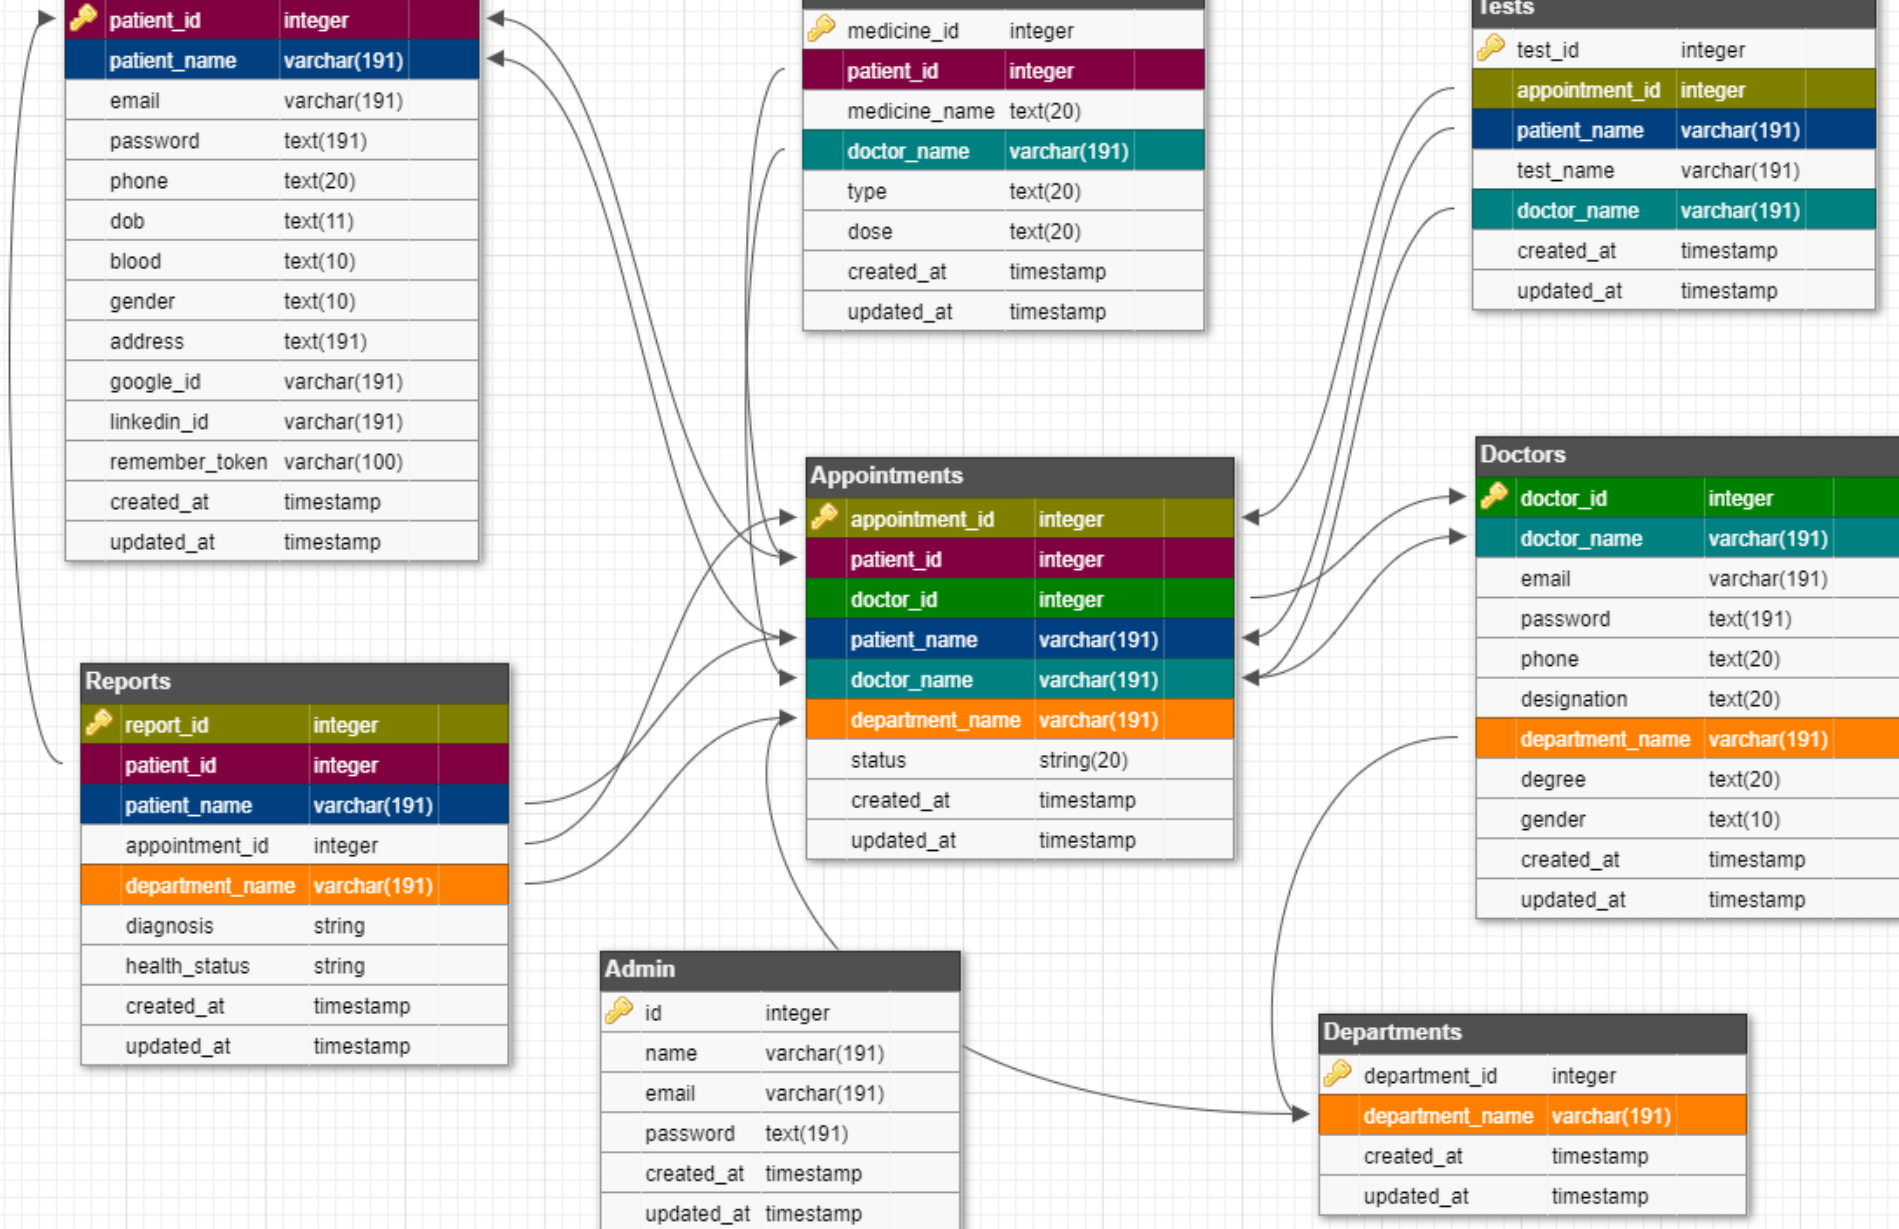 patient_id integer
patient_name varchar(191)
email varchar(191)
password text(191)
phone text(20)
dob text(11)
blood text(10)
gender text(10)
address text(191)
google_id varchar(191)
linkedin_id varchar(191)
remember_token varchar(100)
created_at timestamp
updated_at timestamp
medicine_id integer
patient_id integer
medicine_name text(20)
doctor_name varchar(191)
type text(20)
dose text(20)
created_at timestamp
updated_at timestamp
Tests
test_id integer
appointment_id integer
patient_name varchar(191)
test_name varchar(191)
doctor_name varchar(191)
created_at timestamp
updated_at timestamp
Appointments
appointment_id integer
patient_id integer
doctor_id integer
patient_name varchar(191)
doctor_name varchar(191)
department_name varchar(191)
status string(20)
created_at timestamp
updated_at timestamp
Doctors
doctor_id integer
doctor_name varchar(191)
email varchar(191)
password text(191)
phone text(20)
designation text(20)
department_name varchar(191)
degree text(20)
gender text(10)
created_at timestamp
updated_at timestamp
Reports
report_id integer
patient_id integer
patient_name varchar(191)
appointment_id integer
department_name varchar(191)
diagnosis string
health_status string
created_at timestamp
updated_at timestamp
Admin
id integer
name varchar(191)
email varchar(191)
password text(191)
created_at timestamp
updated_at timestamp
Departments
department_id integer
department_name varchar(191)
created_at timestamp
updated_at timestamp